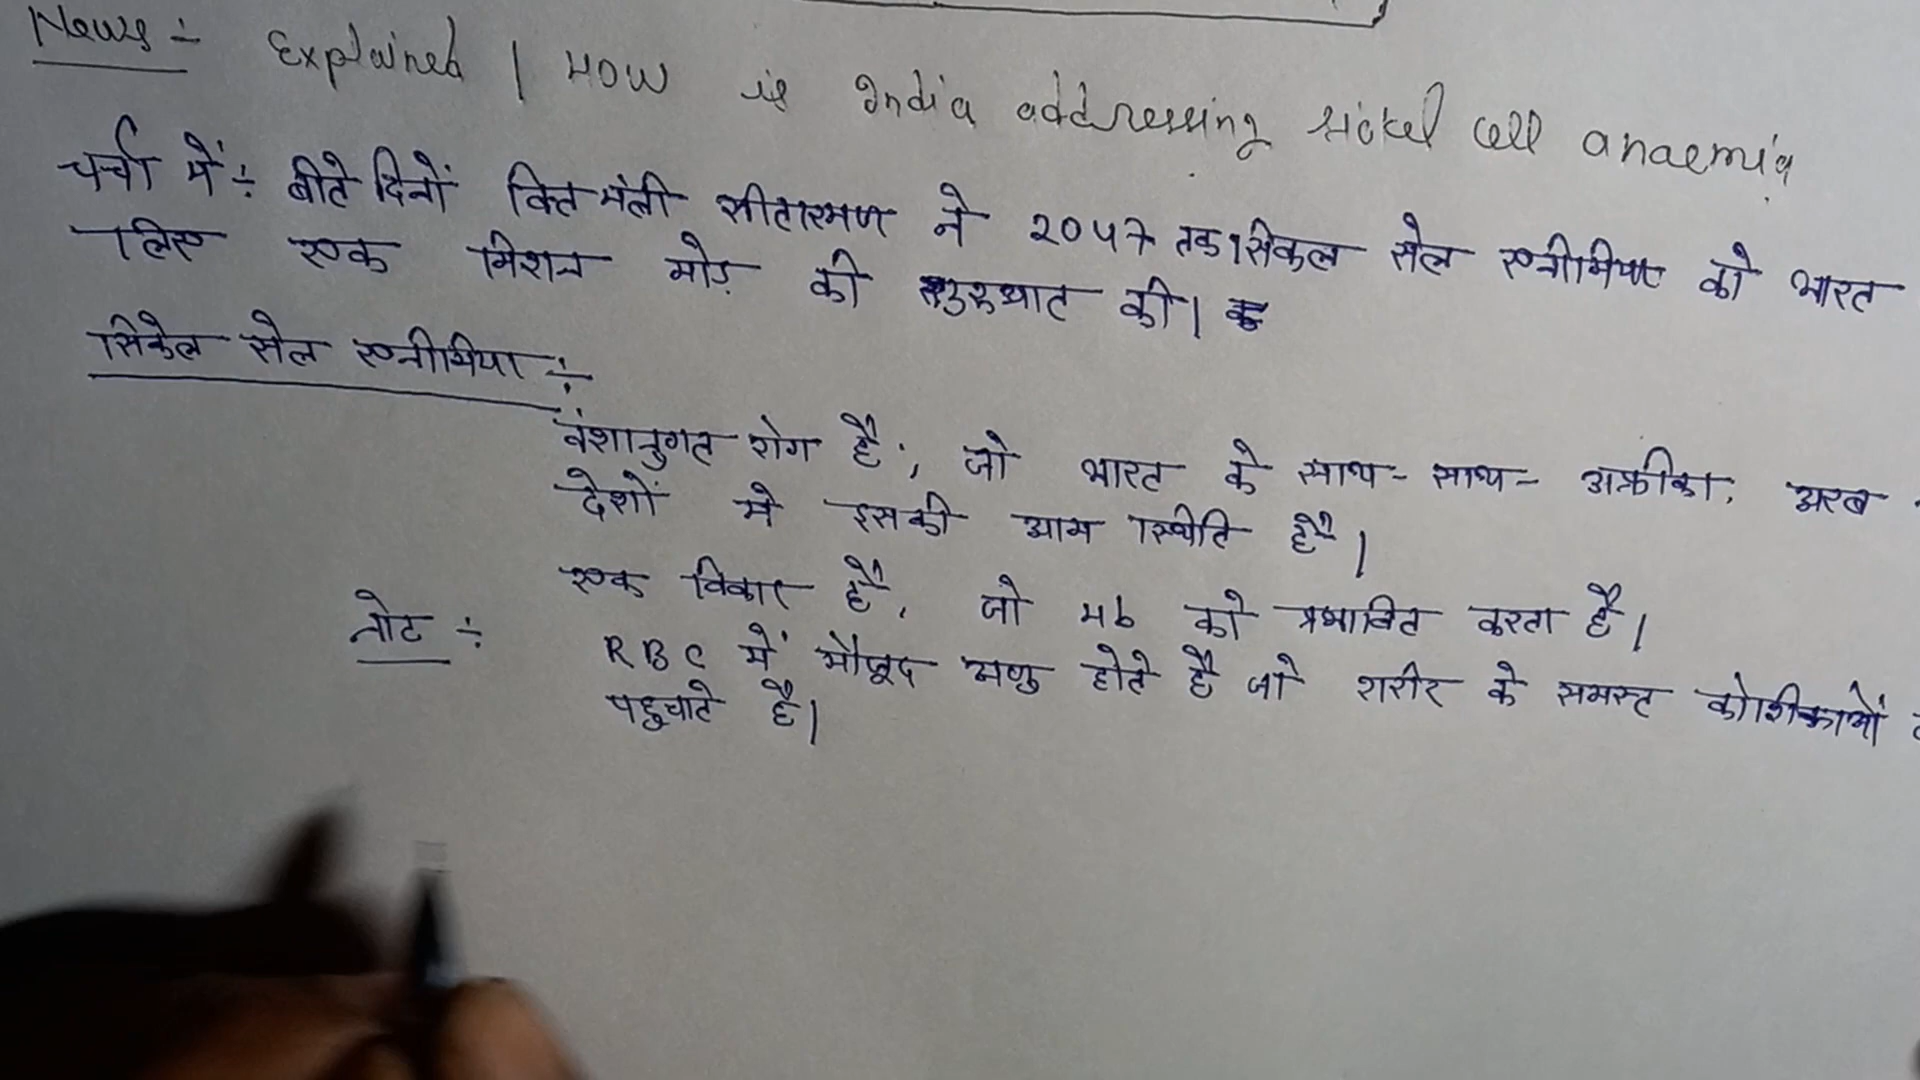 News :- Explained | How is India addressing sickel cell anaemia
चर्चा में ÷ बीते दिनों वित्त मंत्री सीतारमण ने 2047 तक सिकल सेल एनीमिया को भारत
लिए एक मिशन मोड़ की शुरुआत की।
सिकेल सेल एनीमिया ÷
वंशानुगत रोग है, जो भारत के साथ-साथ- अफ्रीका, अरब
देशों मे इसकी आम स्थिति है।
एक विकार है, जो Hb को प्रभावित करता है।
नोट ÷ RBC में मौजूद अणु होते है जो शरीर के समस्त कोशिकाओं
पहुचाते है।